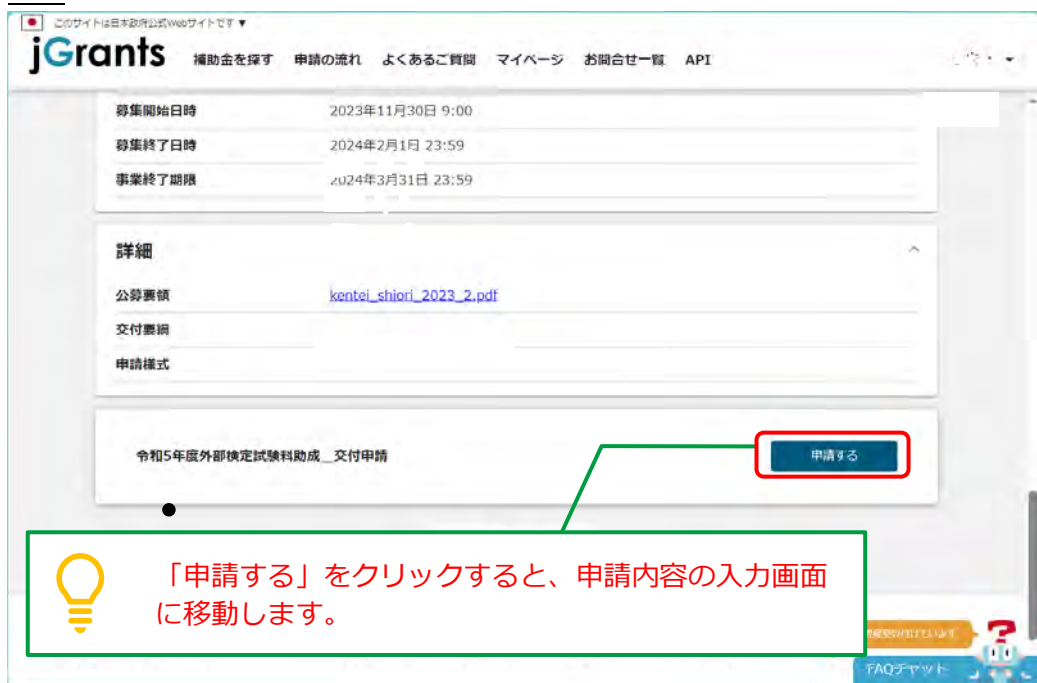 このサイトは日本政府公式Webサイトです ▼
jGrants 補助金を探す 申請の流れ よくあるご質問 マイページ お問合せ一覧 API
募集開始日時 2023年11月30日 9:00
募集終了日時 2024年2月1日 23:59
事業終了期限 2024年3月31日 23:59
詳細
公募要領 kentei_shiori_2023_2.pdf
交付要綱
申請様式
令和5年度外部検定試験料助成__交付申請 申請する
「申請する」をクリックすると、申請内容の入力画面
に移動します。
FAQチャット